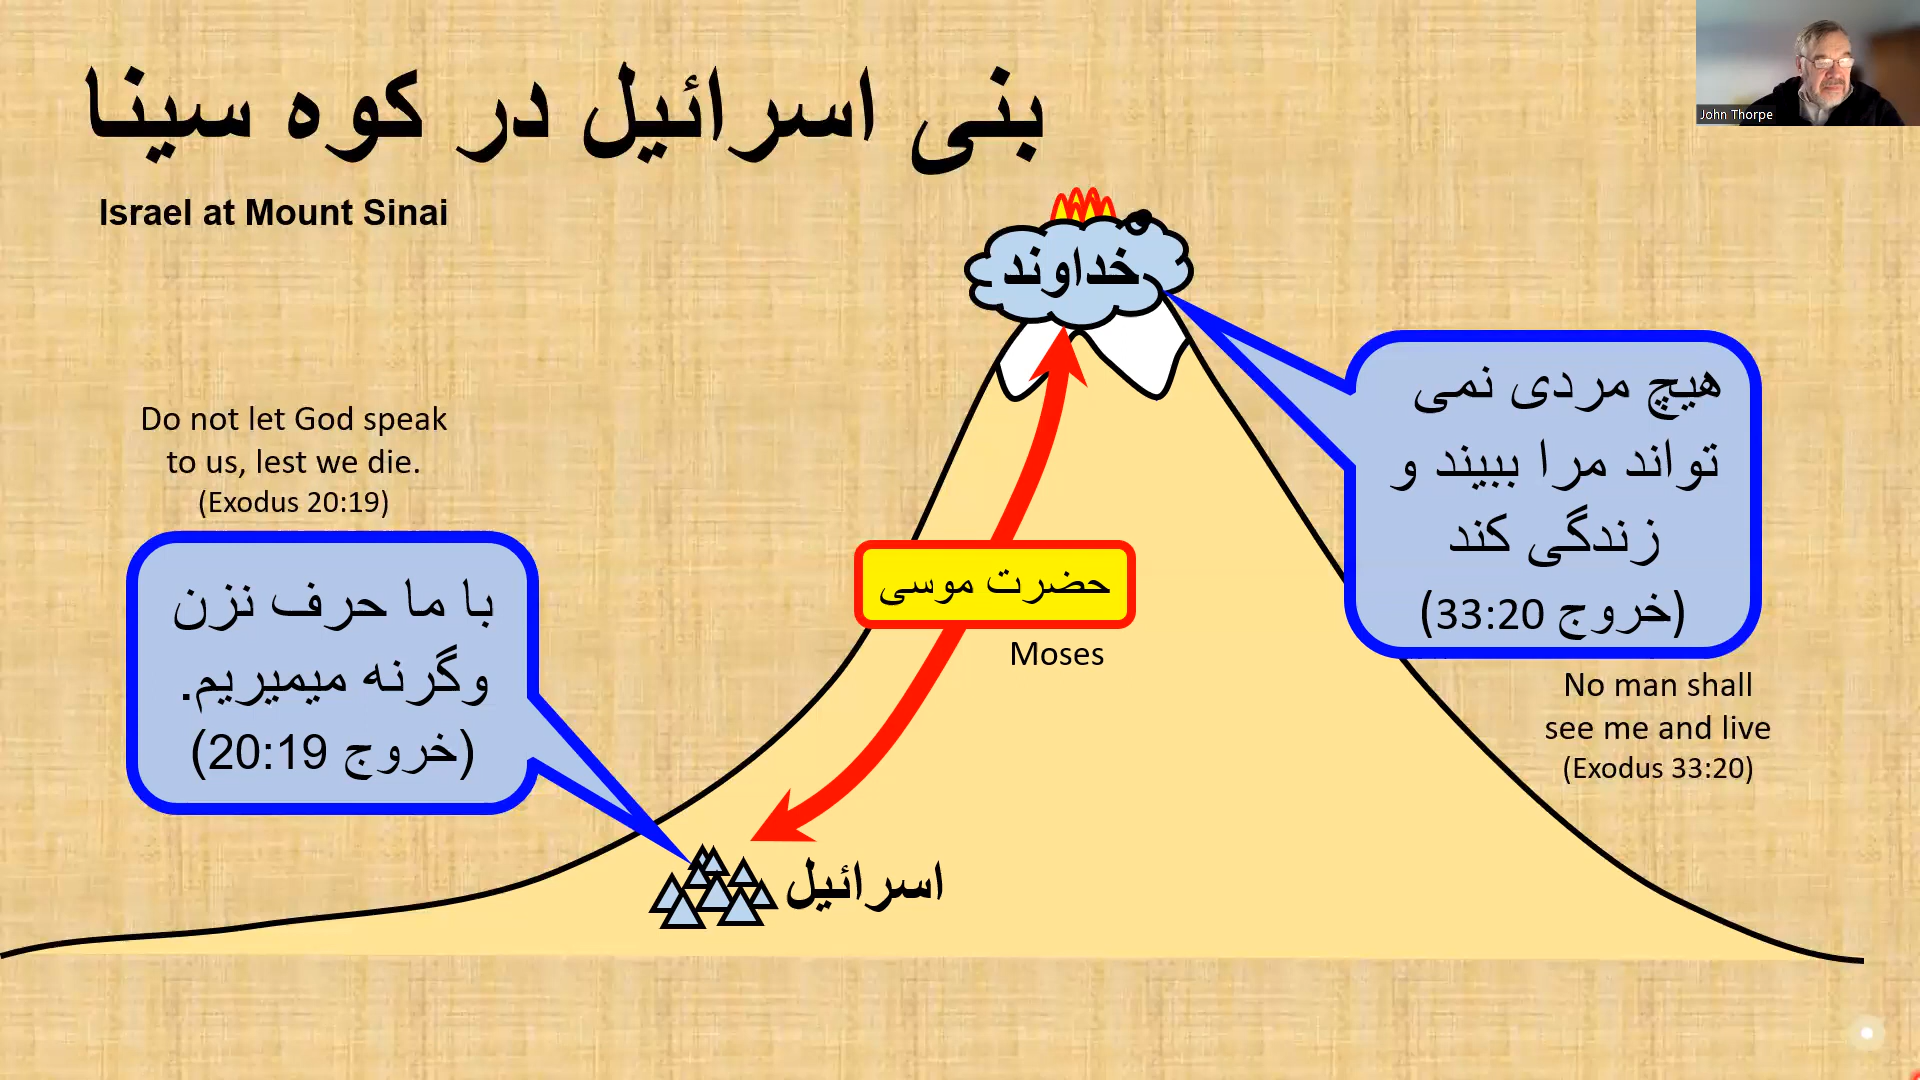 بنی اسرائیل در کوه سینا
Israel at Mount Sinai
John Thorpe
خداوند
هیچ مردی نمی
تواند مرا ببیند و
زندگی کند
(خروج 33:20)
No man shall
see me and live
(Exodus 33:20)
Do not let God speak
to us, lest we die.
(Exodus 20:19)
با ما حرف نزن
وگرنه میمیریم.
(خروج 20:19)
حضرت موسی
Moses
اسرائیل